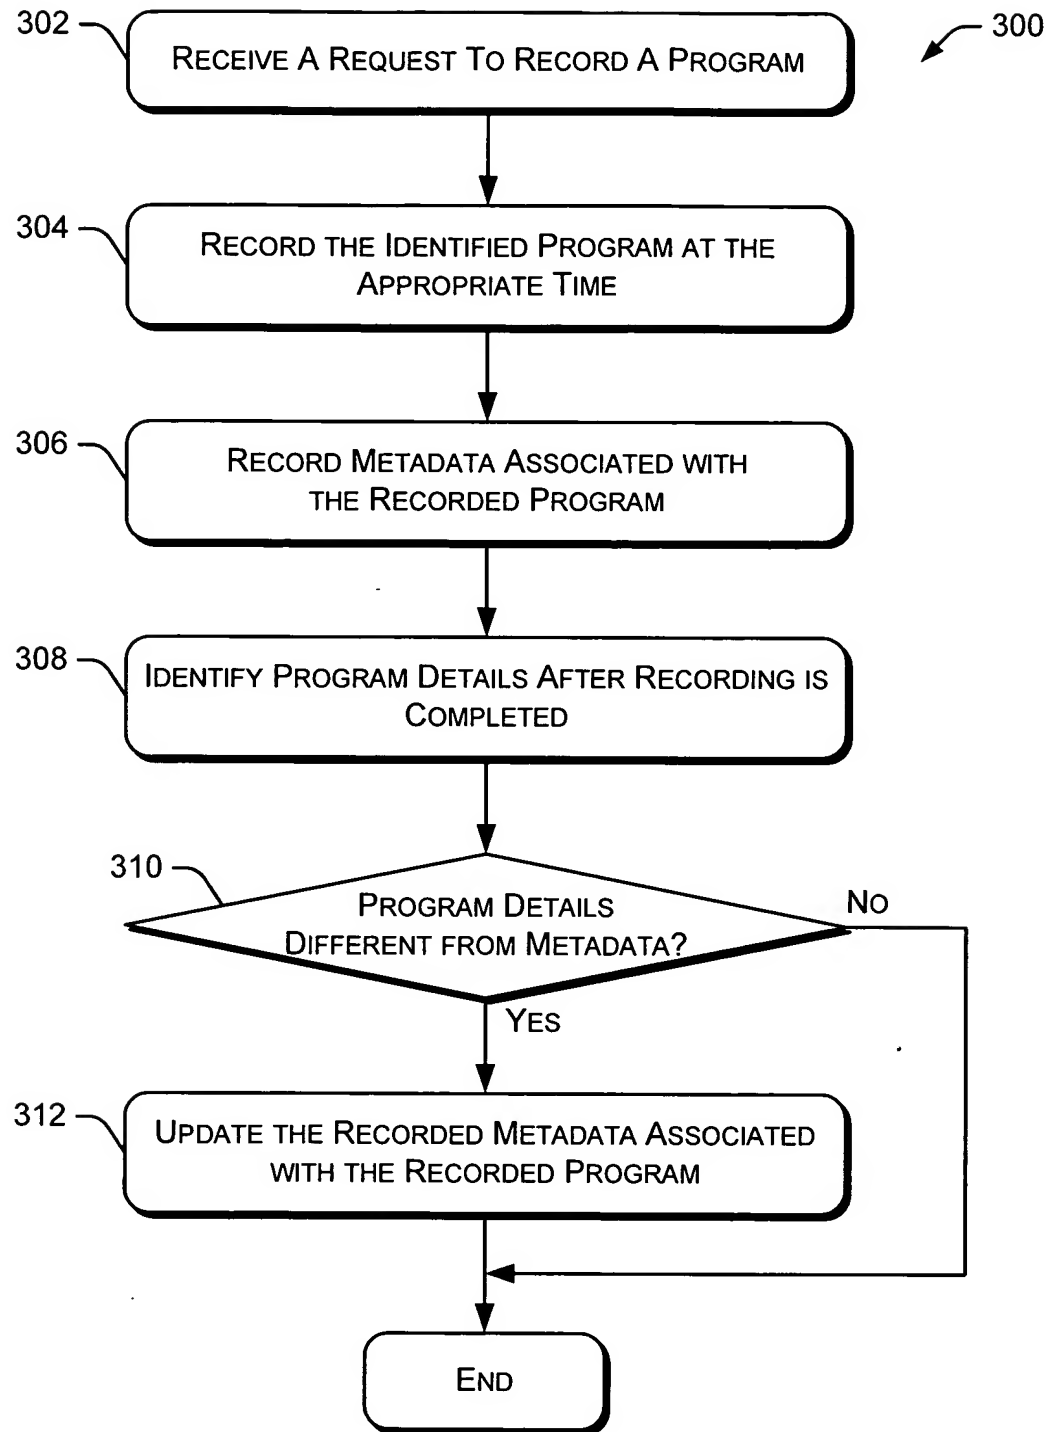 302
300
RECEIVE A REQUEST TO RECORD A PROGRAM
304
RECORD THE IDENTIFIED PROGRAM AT THE
APPROPRIATE TIME
306
RECORD METADATA ASSOCIATED WITH
THE RECORDED PROGRAM
308
IDENTIFY PROGRAM DETAILS AFTER RECORDING IS
COMPLETED
310
PROGRAM DETAILS
DIFFERENT FROM METADATA?
NO
YES
312
UPDATE THE RECORDED METADATA ASSOCIATED
WITH THE RECORDED PROGRAM
END